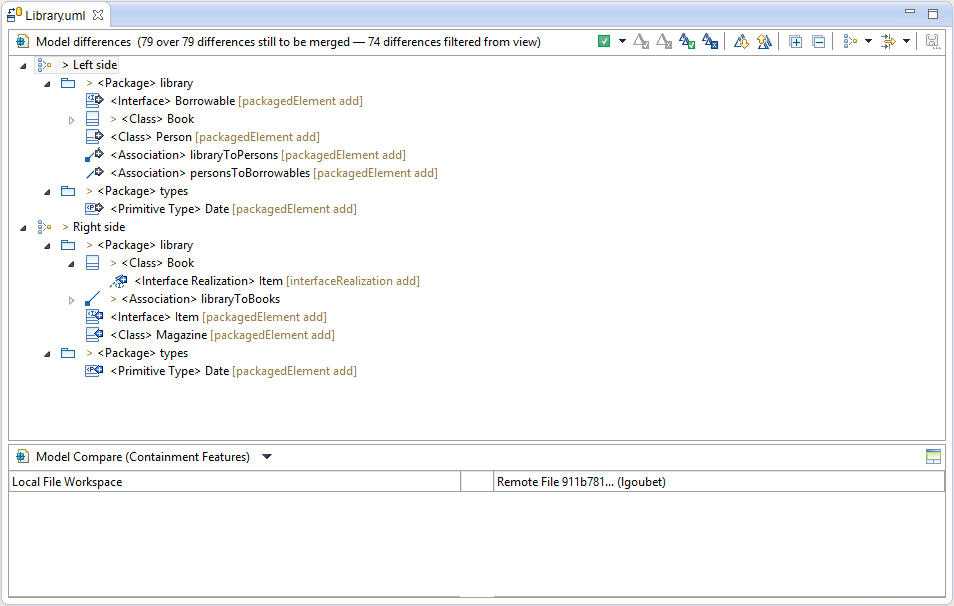 Library.uml
Model differences (79 over 79 differences still to be merged — 74 differences filtered from view)
> Left side
> <Package> library
<Interface> Borrowable [packagedElement add]
> <Class> Book
<Class> Person [packagedElement add]
<Association> libraryToPersons [packagedElement add]
<Association> personsToBorrowables [packagedElement add]
> <Package> types
<Primitive Type> Date [packagedElement add]
> Right side
> <Package> library
> <Class> Book
<Interface Realization> Item [interfaceRealization add]
> <Association> libraryToBooks
<Interface> Item [packagedElement add]
<Class> Magazine [packagedElement add]
> <Package> types
<Primitive Type> Date [packagedElement add]
Model Compare (Containment Features)
Local File Workspace
Remote File 911b781... (lgoubet)